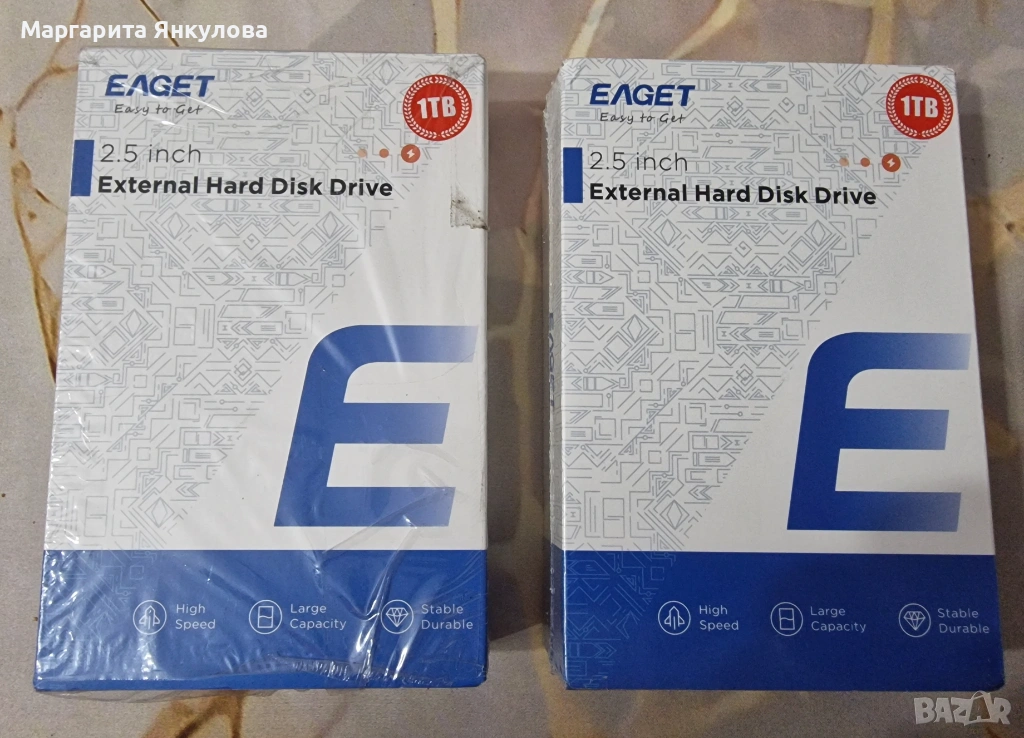 Маргарита Янкулова
EAGET
Easy to Get
1TB
2.5 inch
External Hard Disk Drive
High
Speed
Large
Capacity
Stable
Durable
EAGET
Easy to Get
1TB
2.5 inch
External Hard Disk Drive
High
Speed
Large
Capacity
Stable
Durable
BAZAR